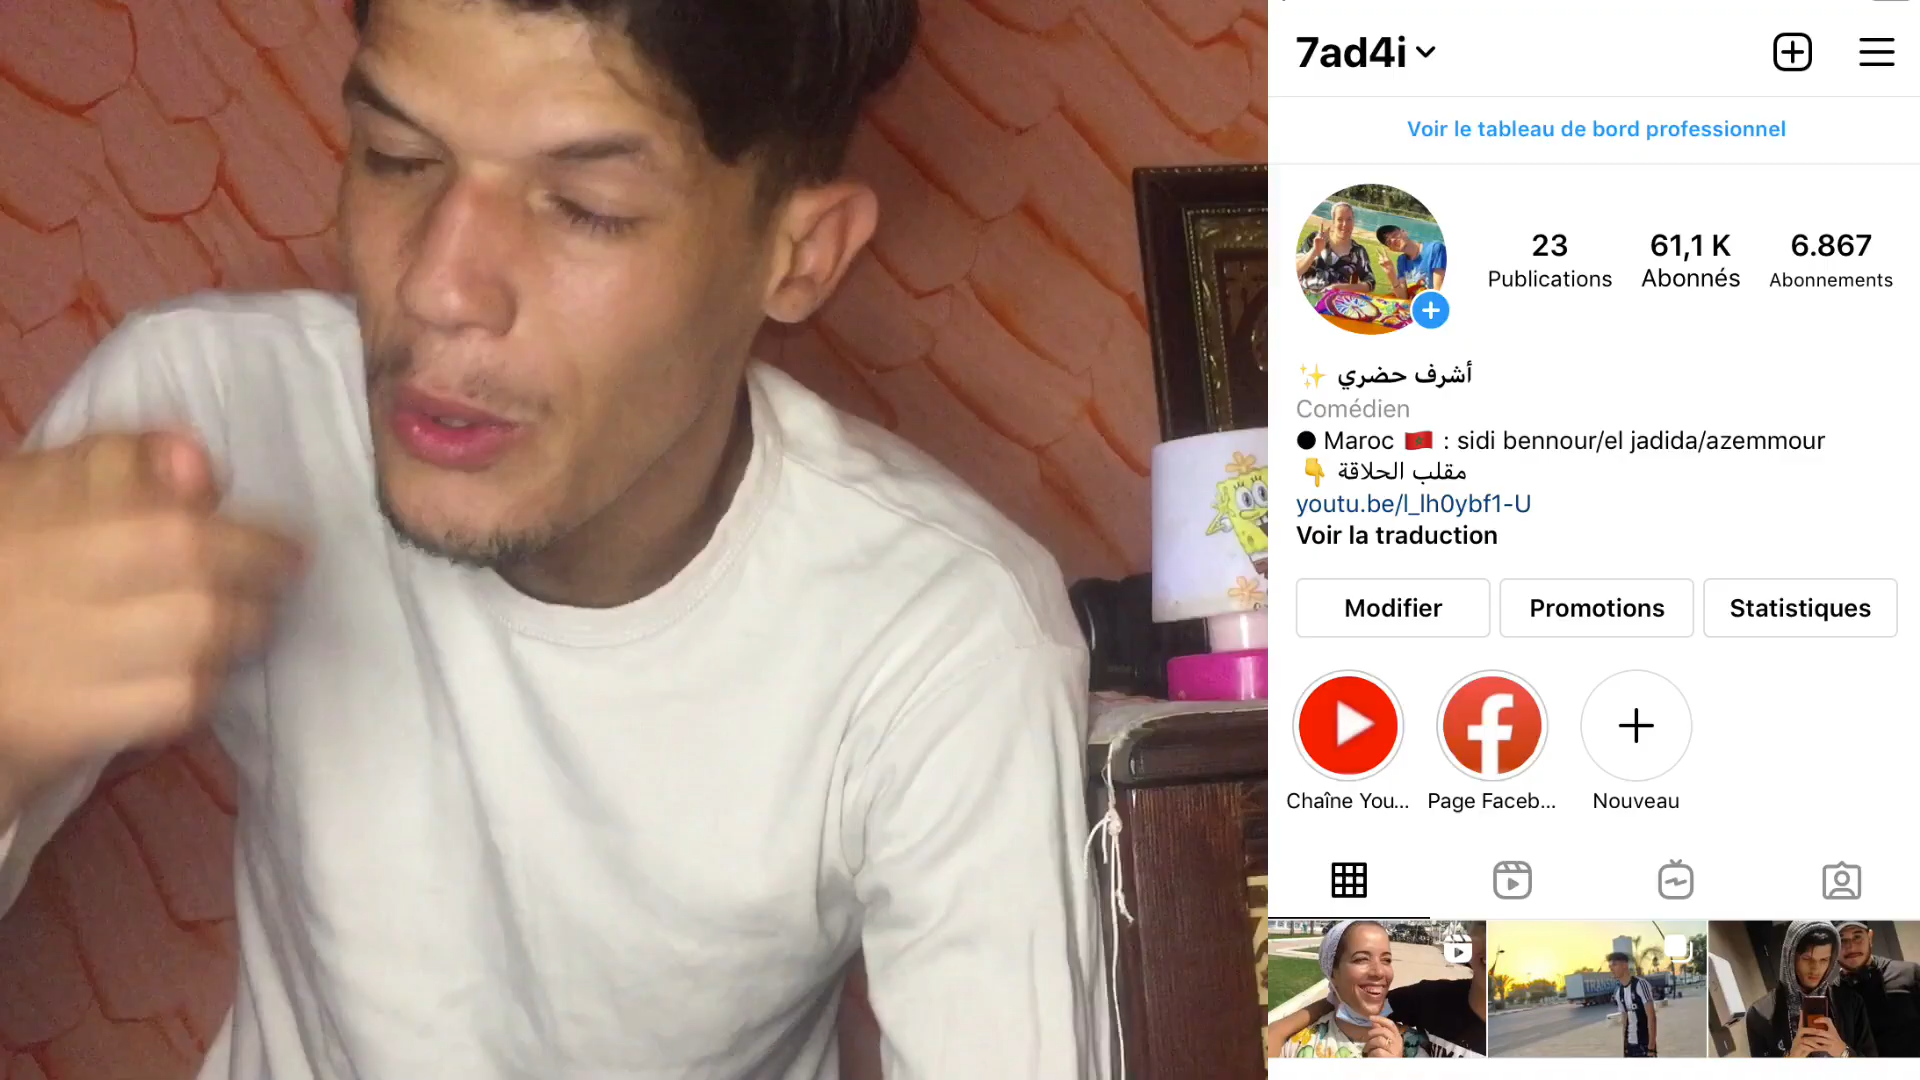 7ad4i
Voir le tableau de bord professionnel
23
Publications
61,1 K
Abonnés
6.867
Abonnements
أشرف حضري ✨
Comédien
● Maroc 🇲🇦 : sidi bennour/el jadida/azemmour
مقلب الحلاقة 👇
youtu.be/l_lh0ybf1-U
Voir la traduction
Modifier
Promotions
Statistiques
Chaîne You...
Page Faceb...
Nouveau